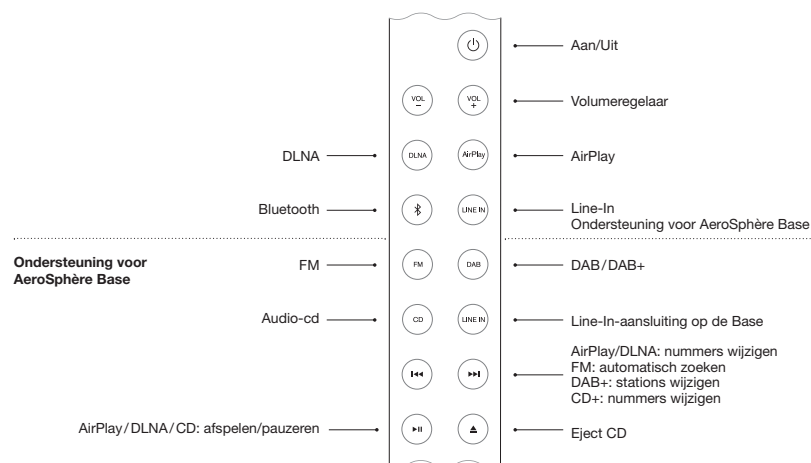 Aan/Uit
VOL
–
VOL
+
Volumeregelaar
DLNA
DLNA
AirPlay
AirPlay
Bluetooth
LINE IN
Line-In
Ondersteuning voor AeroSphère Base
Ondersteuning voor
AeroSphère Base
FM
FM
DAB
DAB/DAB+
Audio-cd
CD
LINE IN
Line-In-aansluiting op de Base
AirPlay/DLNA: nummers wijzigen
FM: automatisch zoeken
DAB+: stations wijzigen
CD+: nummers wijzigen
AirPlay/DLNA/CD: afspelen/pauzeren
Eject CD